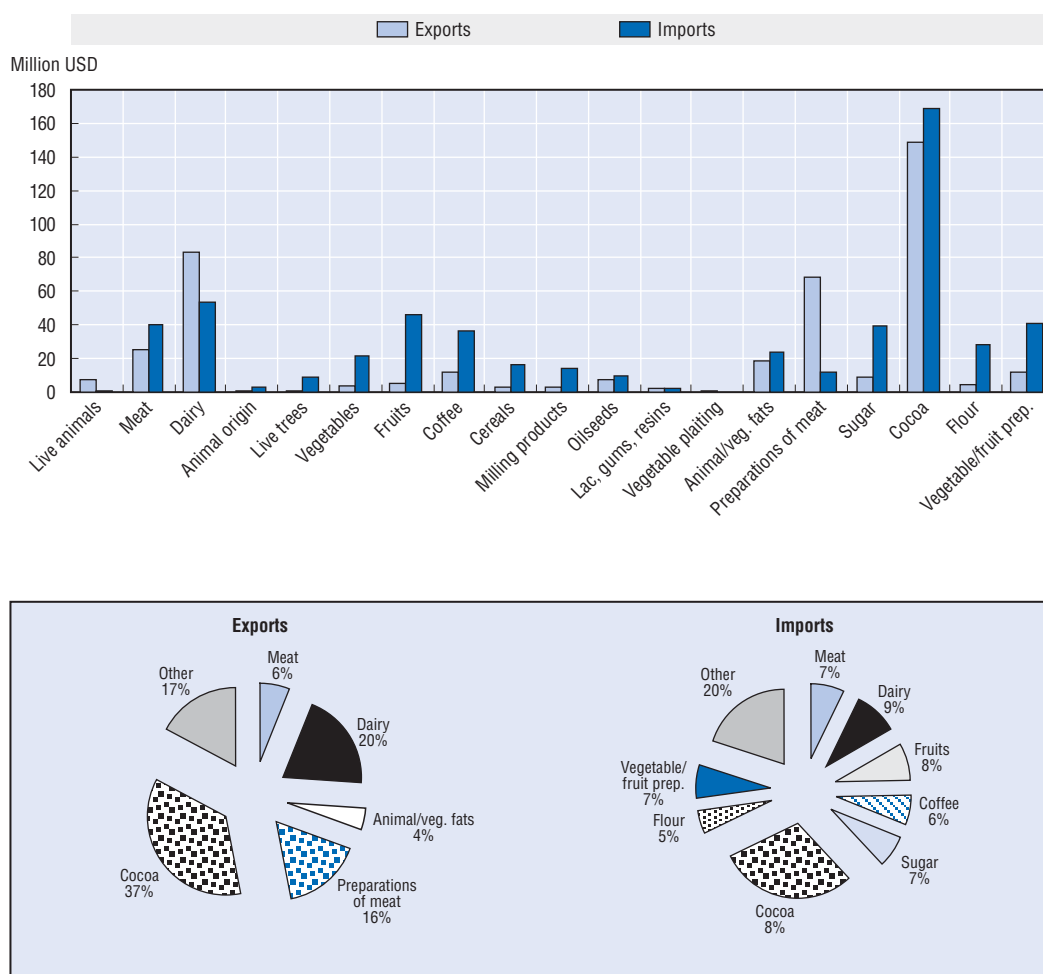 Exports
Imports
Million USD
180
160
140
120
100
80
60
40
20
0
Live animals
Meat
Dairy
Animal origin
Live trees
Vegetables
Fruits
Coffee
Cereals
Milling products
Oilseeds
Lac, gums, resins
Vegetable plaiting
Animal/veg. fats
Preparations of meat
Sugar
Cocoa
Flour
Vegetable/fruit prep.
Exports
Meat
6%
Other
17%
Dairy
20%
Animal/veg. fats
4%
Cocoa
37%
Preparations
of meat
16%
Imports
Meat
7%
Other
20%
Dairy
9%
Fruits
8%
Vegetable/
fruit prep.
7%
Coffee
6%
Flour
5%
Sugar
7%
Cocoa
8%